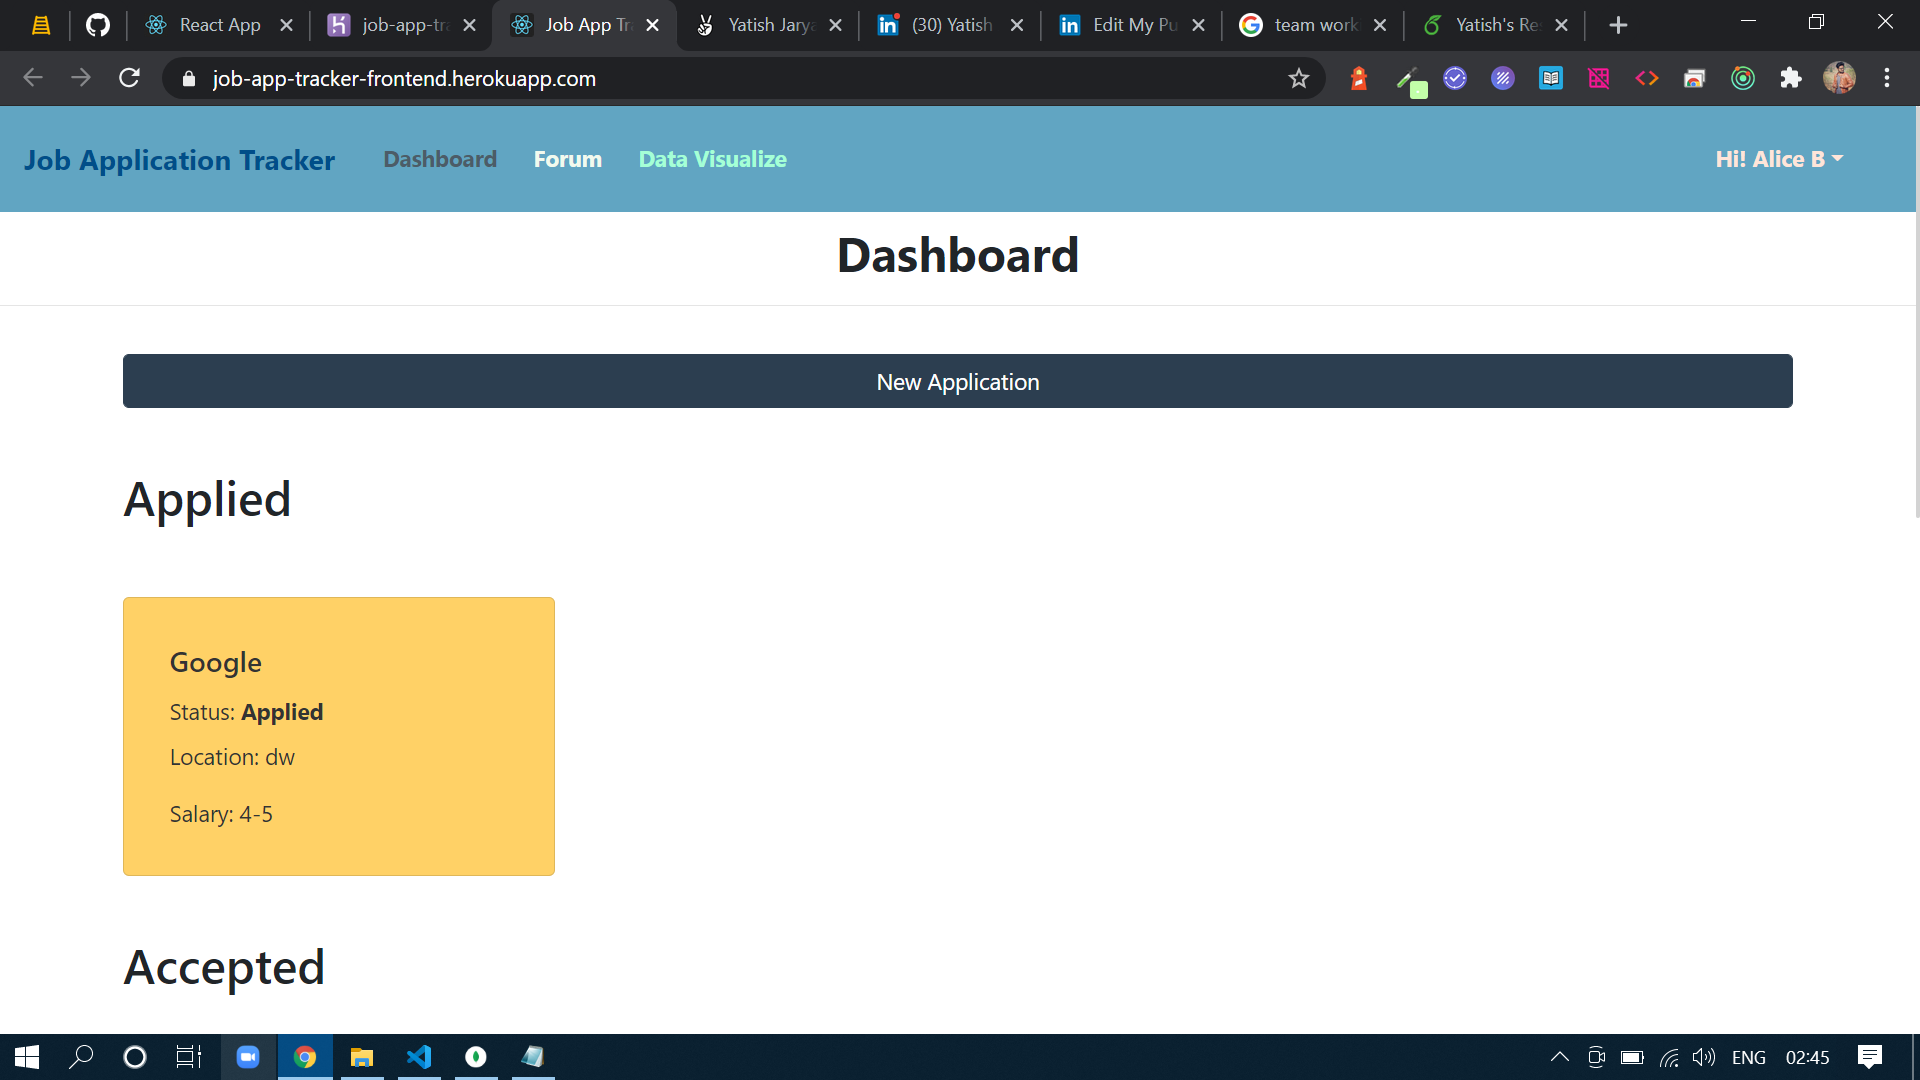 React App
job-app-tr
Job App Tr
Yatish Jarya
(30) Yatish
Edit My Pu
team work
Yatish's Re
job-app-tracker-frontend.herokuapp.com
Job Application Tracker
Dashboard
Forum
Data Visualize
Hi! Alice B
Dashboard
New Application
Applied
Google
Status: Applied
Location: dw
Salary: 4-5
Accepted
ENG
02:45